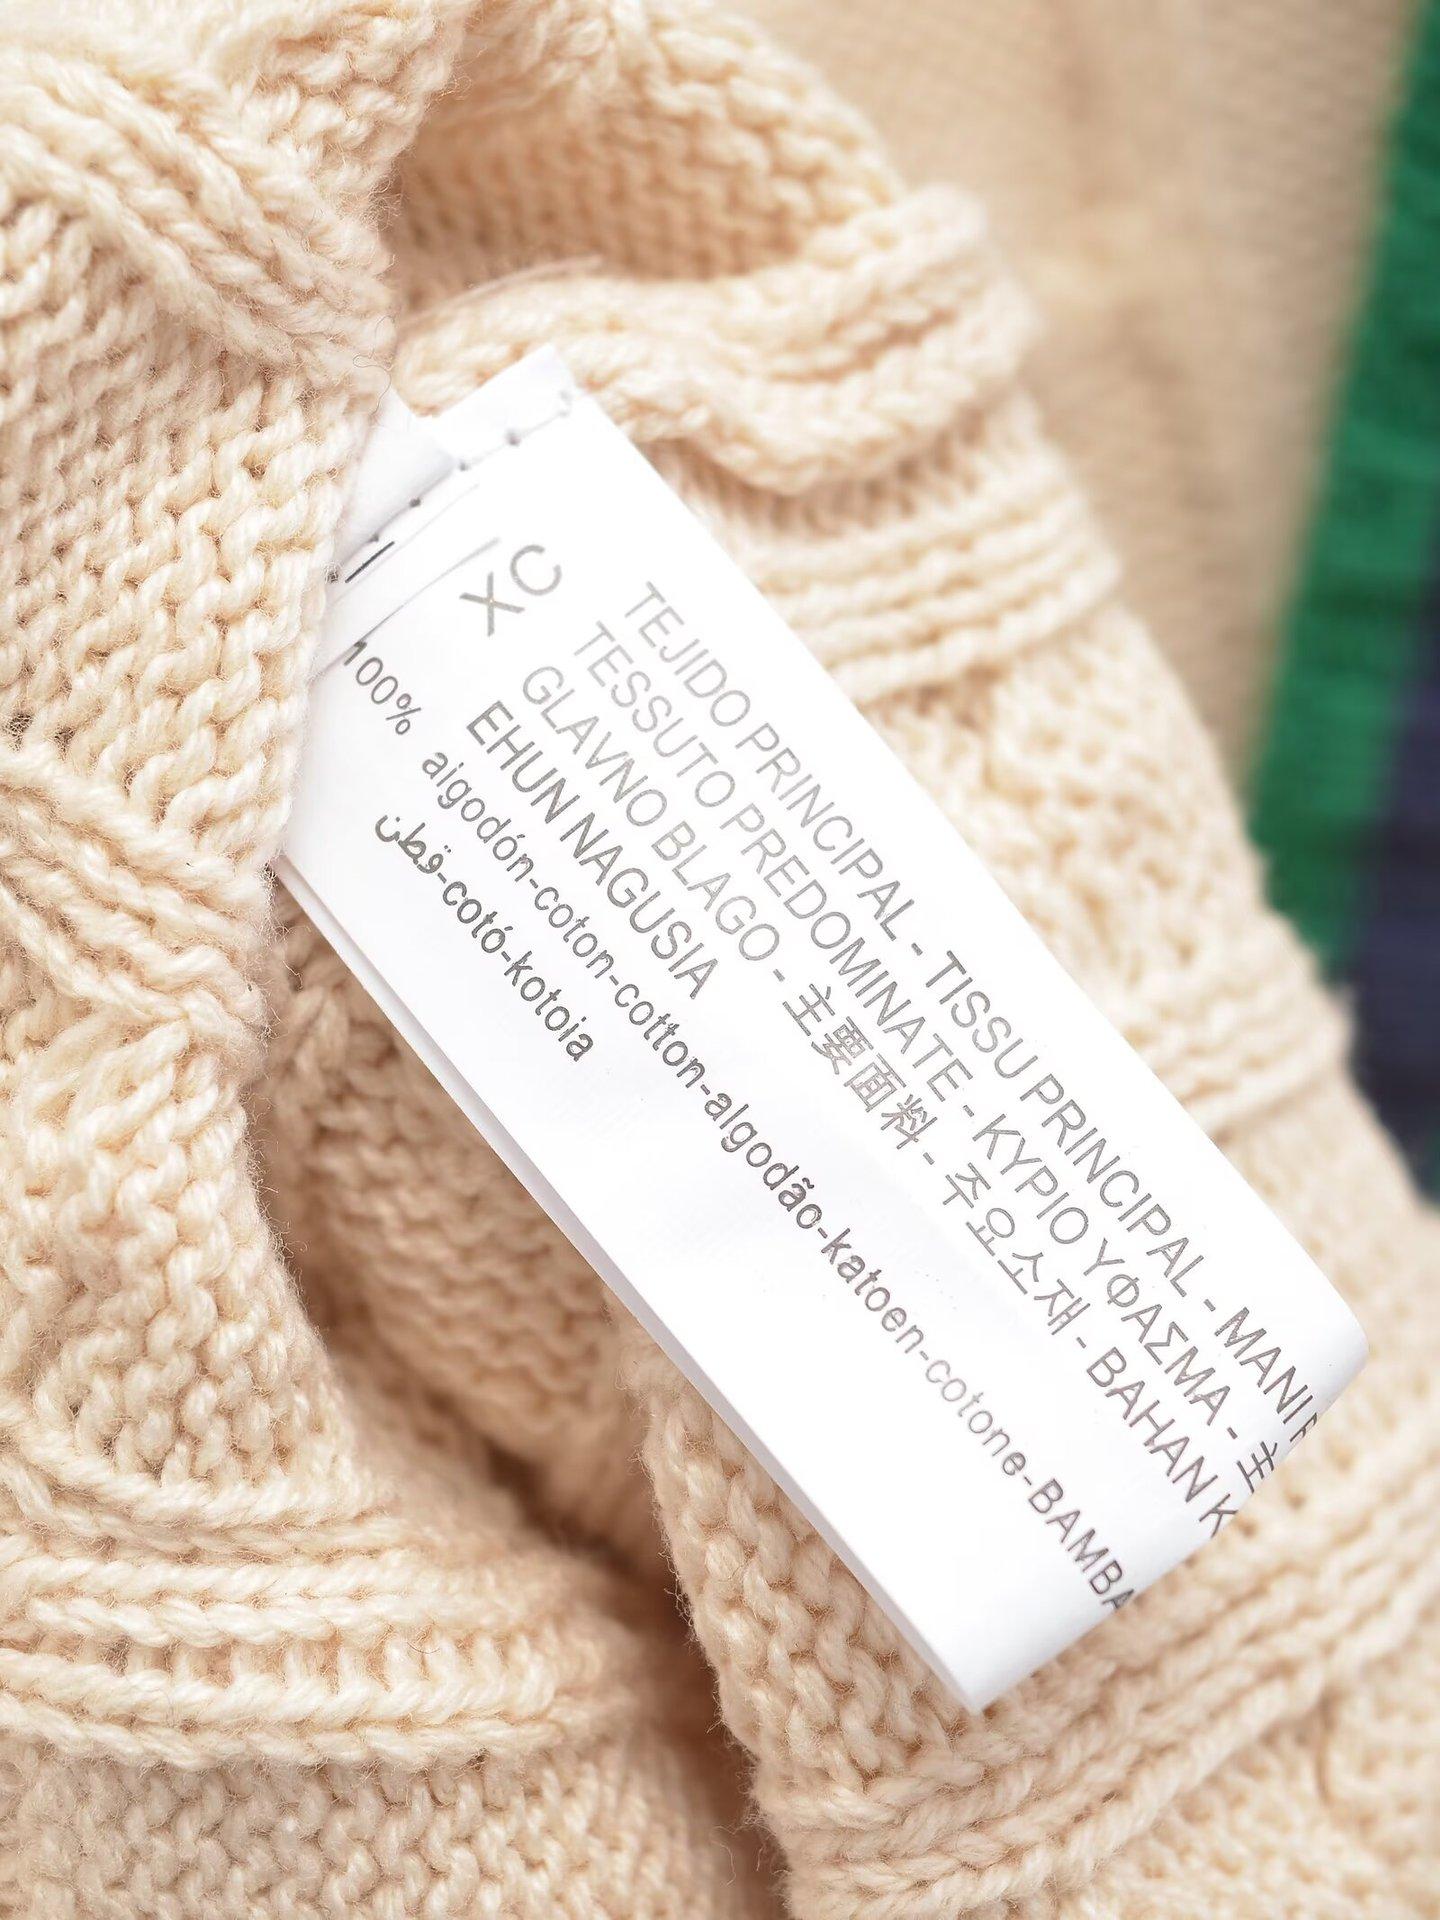 XC
TEJIDO PRINCIPAL - TISSU PRINCIPAL - MANI
TESSUTO PREDOMINATE - ΚΥΡΙΟ ΥΦΑΣΜΑ - 主
GLAVNO BLAGO - 主要面料 - 주요소재 - BAHAN K
EHUN NAGUSIA
100% algodón-coton-cotton-algodão-katoen-cotone-BAMBA
قطن-cotó-kotoia